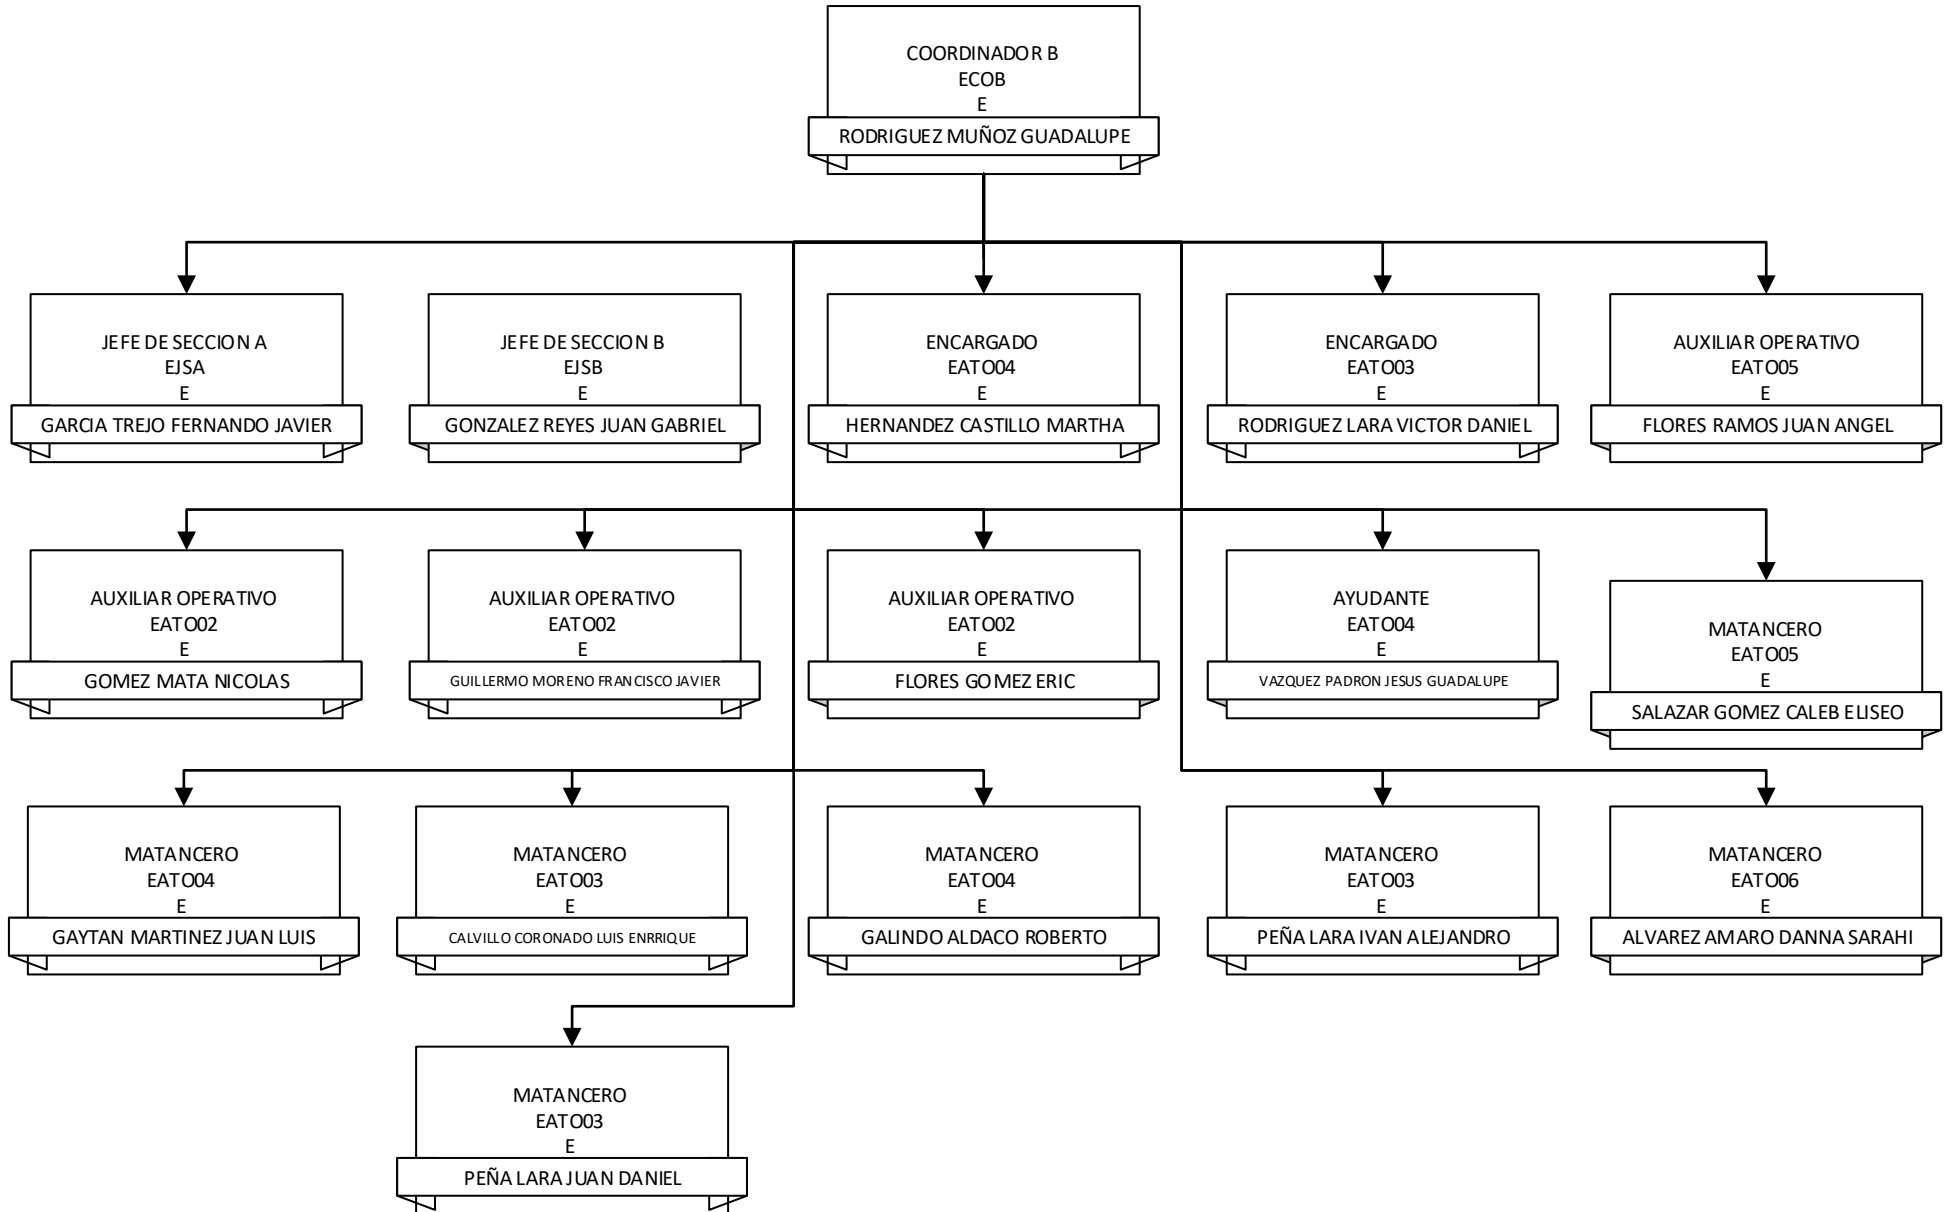 COORDINADOR B
ECOB
E
RODRIGUEZ MUÑOZ GUADALUPE
JEFE DE SECCION A
EJSA
E
GARCIA TREJO FERNANDO JAVIER
JEFE DE SECCION B
EJSB
E
GONZALEZ REYES JUAN GABRIEL
ENCARGADO
EATO04
E
HERNANDEZ CASTILLO MARTHA
ENCARGADO
EATO03
E
RODRIGUEZ LARA VICTOR DANIEL
AUXILIAR OPERATIVO
EATO05
E
FLORES RAMOS JUAN ANGEL
AUXILIAR OPERATIVO
EATO02
E
GOMEZ MATA NICOLAS
AUXILIAR OPERATIVO
EATO02
E
GUILLERMO MORENO FRANCISCO JAVIER
AUXILIAR OPERATIVO
EATO02
E
FLORES GOMEZ ERIC
AYUDANTE
EATO04
E
VAZQUEZ PADRON JESUS GUADALUPE
MATANCERO
EATO05
E
SALAZAR GOMEZ CALEB ELISEO
MATANCERO
EATO04
E
GAYTAN MARTINEZ JUAN LUIS
MATANCERO
EATO03
E
CALVILLO CORONADO LUIS ENRRIQUE
MATANCERO
EATO04
E
GALINDO ALDACO ROBERTO
MATANCERO
EATO03
E
PEÑA LARA IVAN ALEJANDRO
MATANCERO
EATO06
E
ALVAREZ AMARO DANNA SARAHI
MATANCERO
EATO03
E
PEÑA LARA JUAN DANIEL